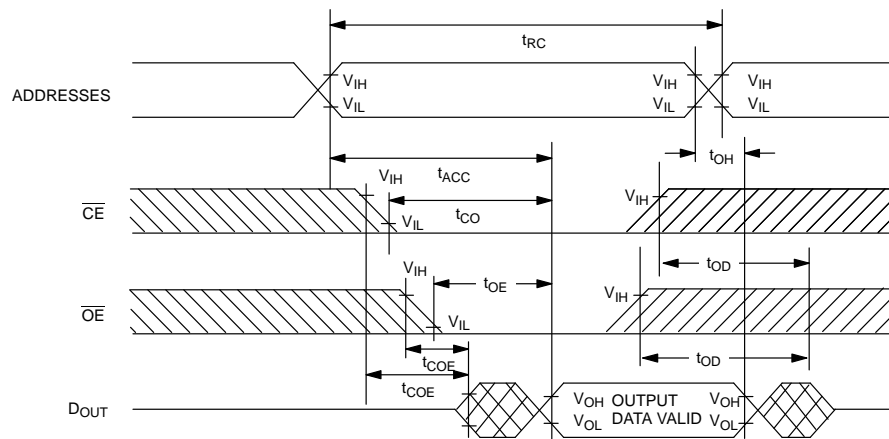 tRC
ADDRESSES
VIH VIH VIH
VIL VIL VIL
tOH
tACC
VIH
CE
tCO
VIL
VIH
tOD
VIH
OE
tOE
VIL
VIH
tOD
tCOE
tCOE
DOUT
VOH OUTPUT VOH
VOL DATA VALID VOL